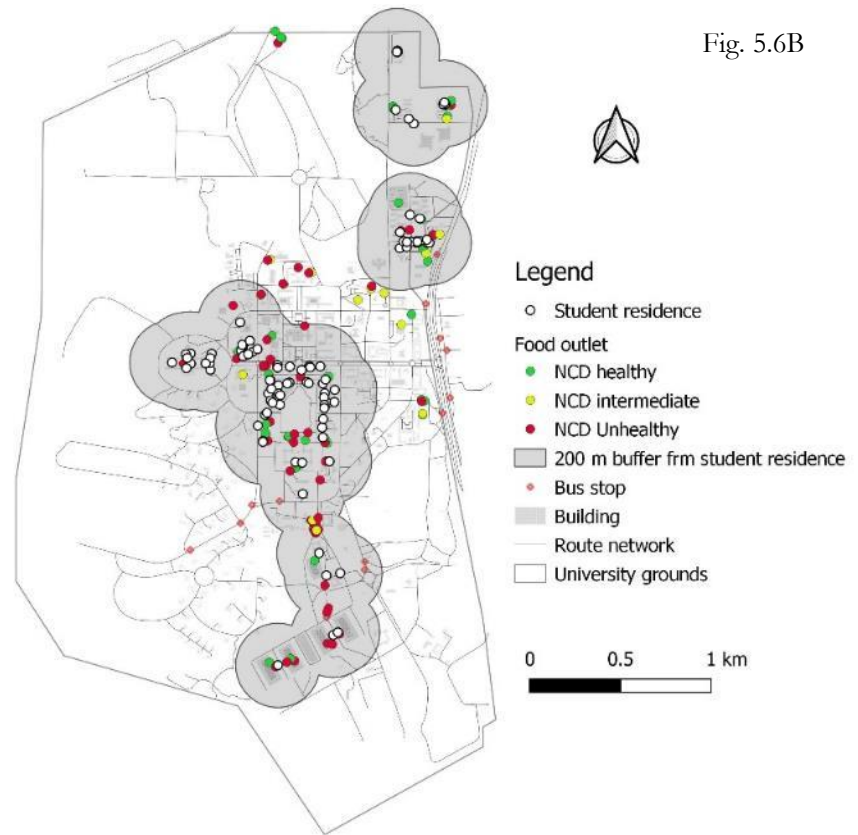 Fig. 5.6B
Legend
Student residence
Food outlet
NCD healthy
NCD intermediate
NCD Unhealthy
200 m buffer frm student residence
Bus stop
Building
Route network
University grounds
0 0.5 1 km